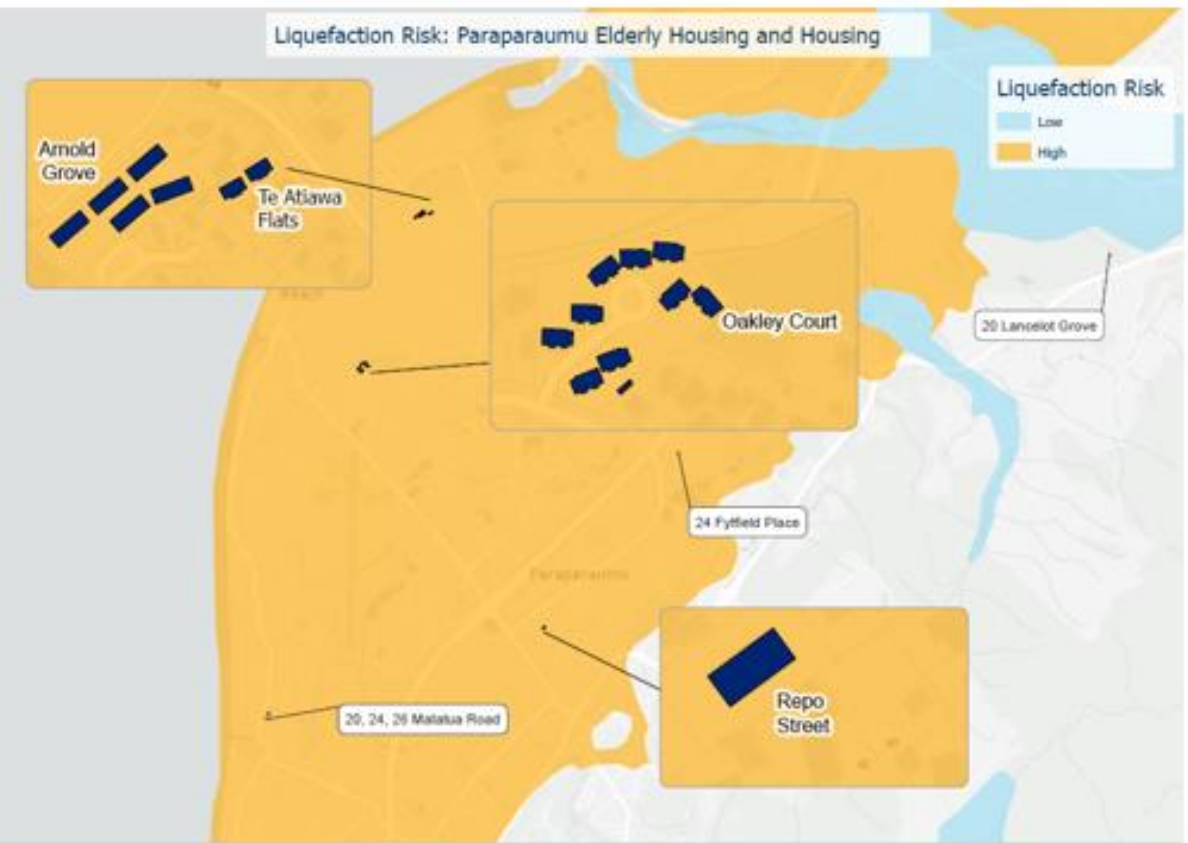 Liquefaction Risk: Paraparaumu Elderly Housing and Housing
Liquefaction Risk
Low
High
Arnold
Grove
Te Atiawa
Flats
Oakley Court
20 Lancelot Grove
24 Fytfield Place
Paraparaumu
Repo
Street
20, 24, 26 Matatua Road